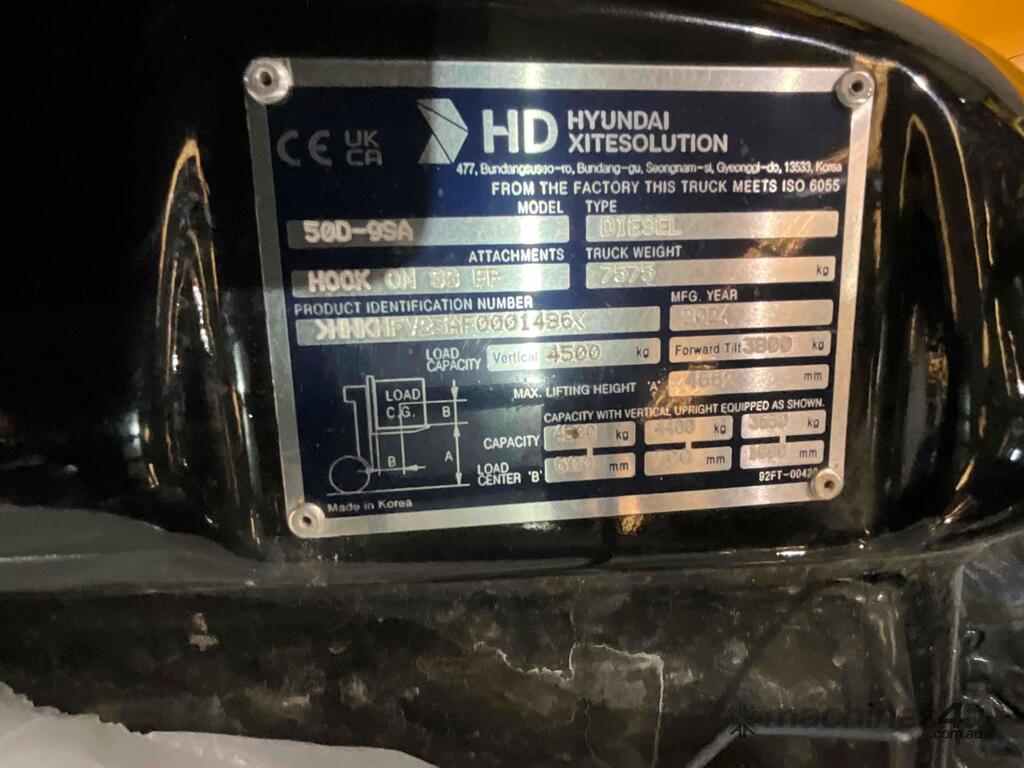 CE UK CA
HD HYUNDAI XITESOLUTION
477, Bundangsuseo-ro, Bundang-gu, Seongnam-si, Gyeonggi-do, 13533, Korea
FROM THE FACTORY THIS TRUCK MEETS ISO 6055
MODEL TYPE
50D-9SA DIESEL
ATTACHMENTS TRUCK WEIGHT
HOOK ON SS 7575 kg
PRODUCT IDENTIFICATION NUMBER MFG. YEAR
2024
LOAD CAPACITY Vertical 4500 kg Forward Tilt 3800 kg
MAX. LIFTING HEIGHT 'A' mm
CAPACITY WITH VERTICAL UPRIGHT EQUIPPED AS SHOWN.
CAPACITY kg 4400 kg kg
LOAD CENTER 'B' 600 mm mm mm
LOAD
C.G.
B
B
A
Made in Korea